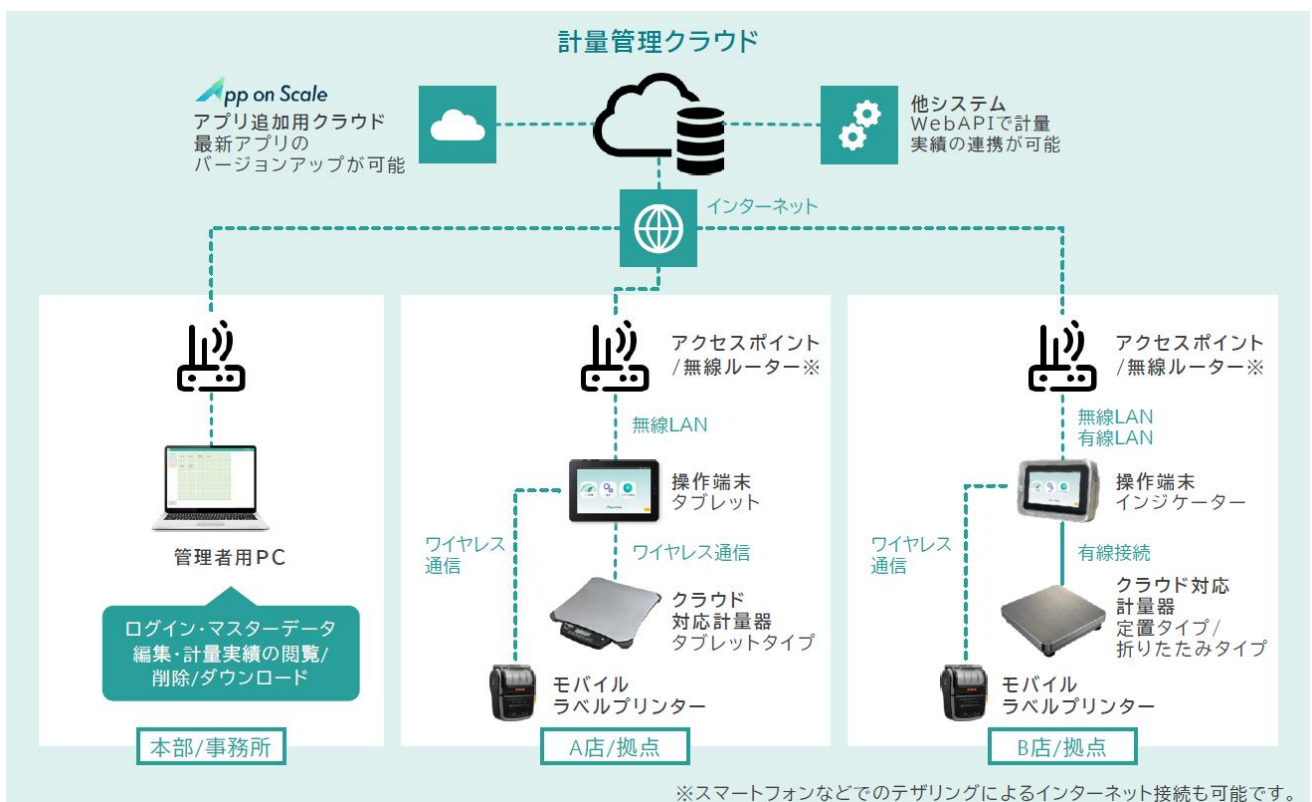 計量管理クラウド
App on Scale
アプリ追加用クラウド
最新アプリの
バージョンアップが可能
他システム
WebAPIで計量
実績の連携が可能
インターネット
アクセスポイント
/無線ルーター※
無線LAN
操作端末
タブレット
ワイヤレス
通信
ワイヤレス通信
クラウド
対応計量器
タブレットタイプ
モバイル
ラベルプリンター
A店/拠点
アクセスポイント
/無線ルーター※
無線LAN
有線LAN
操作端末
インジケーター
ワイヤレス
通信
有線接続
クラウド対応
計量器
定置タイプ/
折りたたみタイプ
モバイル
ラベルプリンター
B店/拠点
管理者用PC
ログイン・マスターデータ
編集・計量実績の閲覧/
削除/ダウンロード
本部/事務所
※スマートフォンなどでのテザリングによるインターネット接続も可能です。